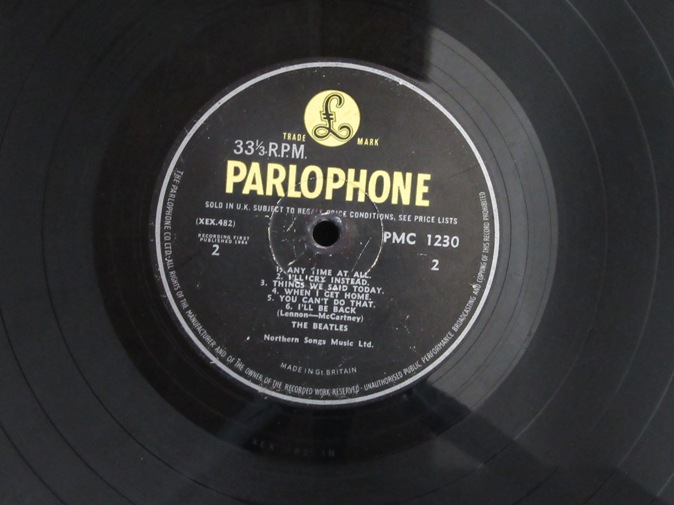 £
TRADE MARK
33⅓ R.P.M.
PARLOPHONE
SOLD IN U.K. SUBJECT TO RESALE PRICE CONDITIONS, SEE PRICE LISTS
(XEX.482)
RECORDING FIRST
PUBLISHED 1964
2
PMC 1230
2
1. ANY TIME AT ALL.
2. I'LL CRY INSTEAD.
3. THINGS WE SAID TODAY.
4. WHEN I GET HOME.
5. YOU CAN'T DO THAT.
6. I'LL BE BACK
(Lennon—McCartney)
THE BEATLES
Northern Songs Music Ltd.
MADE IN Gt. BRITAIN
THE PARLOPHONE CO LTD. ALL RIGHTS OF THE MANUFACTURER AND OF THE OWNER OF THE RECORDED WORK RESERVED · UNAUTHORISED PUBLIC PERFORMANCE BROADCASTING AND COPYING OF THIS RECORD PROHIBITED